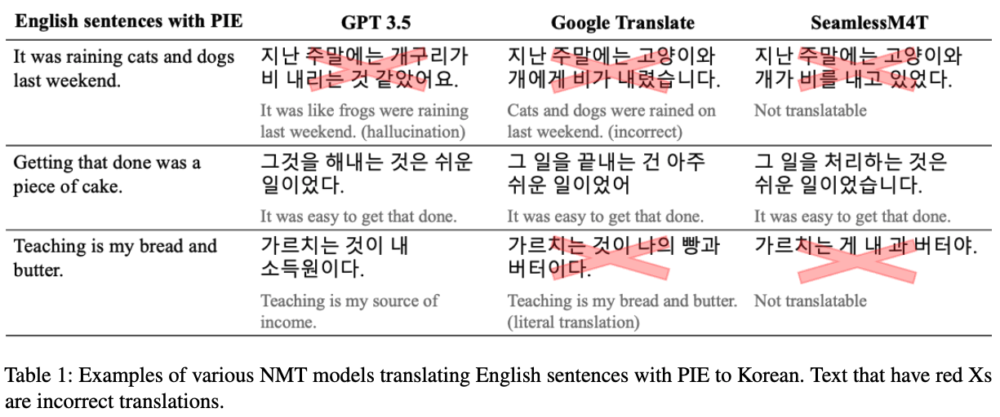 English sentences with PIE GPT 3.5 Google Translate SeamlessM4T
It was raining cats and dogs
last weekend.
지난 주말에는 개구리가
비 내리는 것 같았어요.
It was like frogs were raining
last weekend. (hallucination)
지난 주말에는 고양이와
개에게 비가 내렸습니다.
Cats and dogs were rained on
last weekend. (incorrect)
지난 주말에는 고양이와
개가 비를 내고 있었다.
Not translatable
Getting that done was a
piece of cake.
그것을 해내는 것은 쉬운
일이었다.
It was easy to get that done.
그 일을 끝내는 건 아주
쉬운 일이었어
It was easy to get that done.
그 일을 처리하는 것은
쉬운 일이었습니다.
It was easy to get that done.
Teaching is my bread and
butter.
가르치는 것이 내
소득원이다.
Teaching is my source of
income.
가르치는 것이 나의 빵과
버터이다.
Teaching is my bread and butter.
(literal translation)
가르치는 게 내 과 버터야.
Not translatable
Table 1: Examples of various NMT models translating English sentences with PIE to Korean. Text that have red Xs
are incorrect translations.